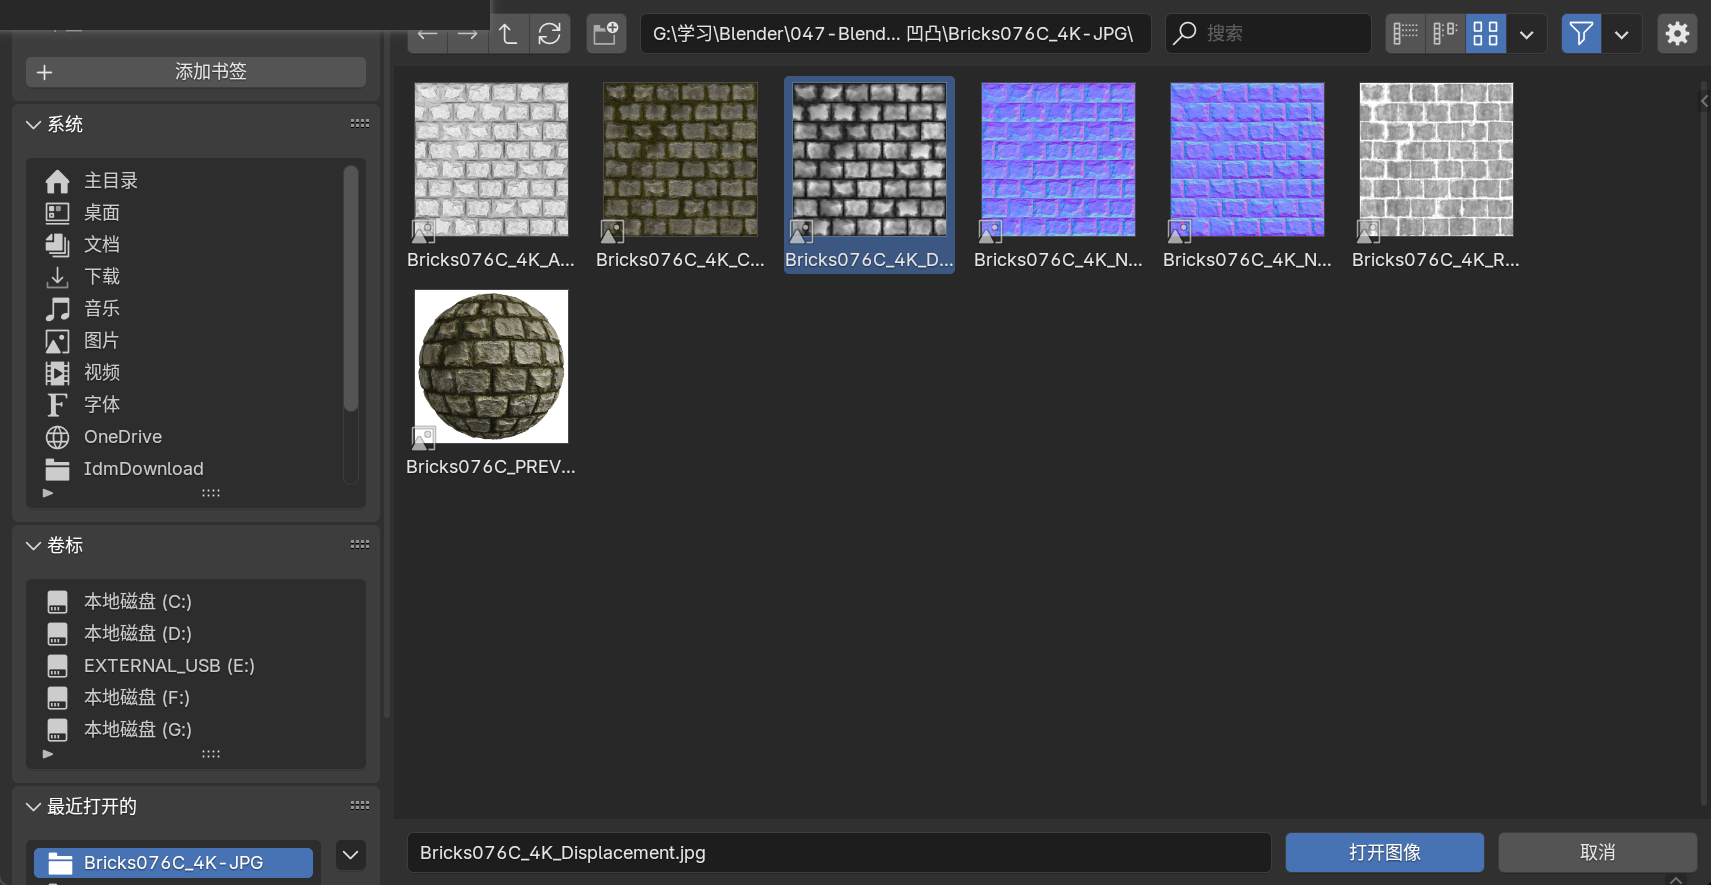 G:\学习\Blender\047-Blend... 凹凸\Bricks076C_4K-JPG\
搜索
添加书签
系统
主目录
桌面
文档
下载
音乐
图片
视频
字体
OneDrive
IdmDownload
卷标
本地磁盘 (C:)
本地磁盘 (D:)
EXTERNAL_USB (E:)
本地磁盘 (F:)
本地磁盘 (G:)
最近打开的
Bricks076C_4K-JPG
Bricks076C_4K_A...
Bricks076C_4K_C...
Bricks076C_4K_D...
Bricks076C_4K_N...
Bricks076C_4K_N...
Bricks076C_4K_R...
Bricks076C_PREV...
Bricks076C_4K_Displacement.jpg
打开图像
取消